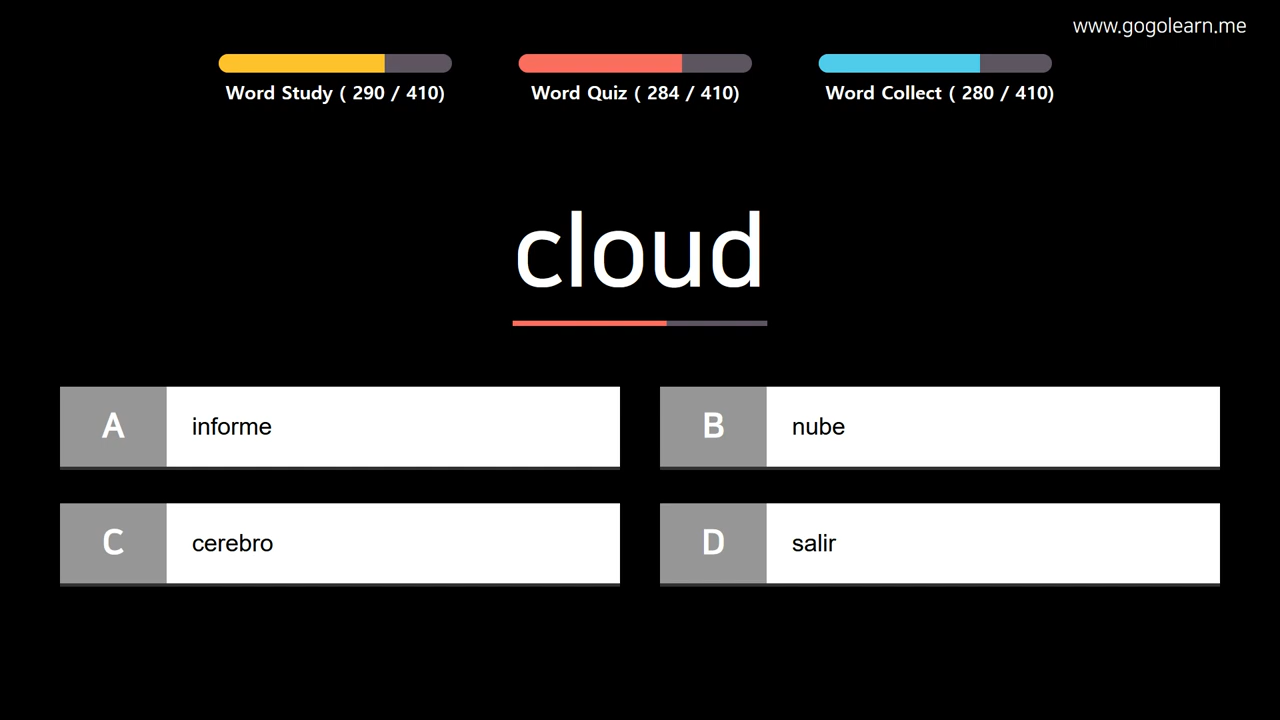 www.gogolearn.me
Word Study ( 290 / 410)
Word Quiz ( 284 / 410)
Word Collect ( 280 / 410)
cloud
A informe
B nube
C cerebro
D salir